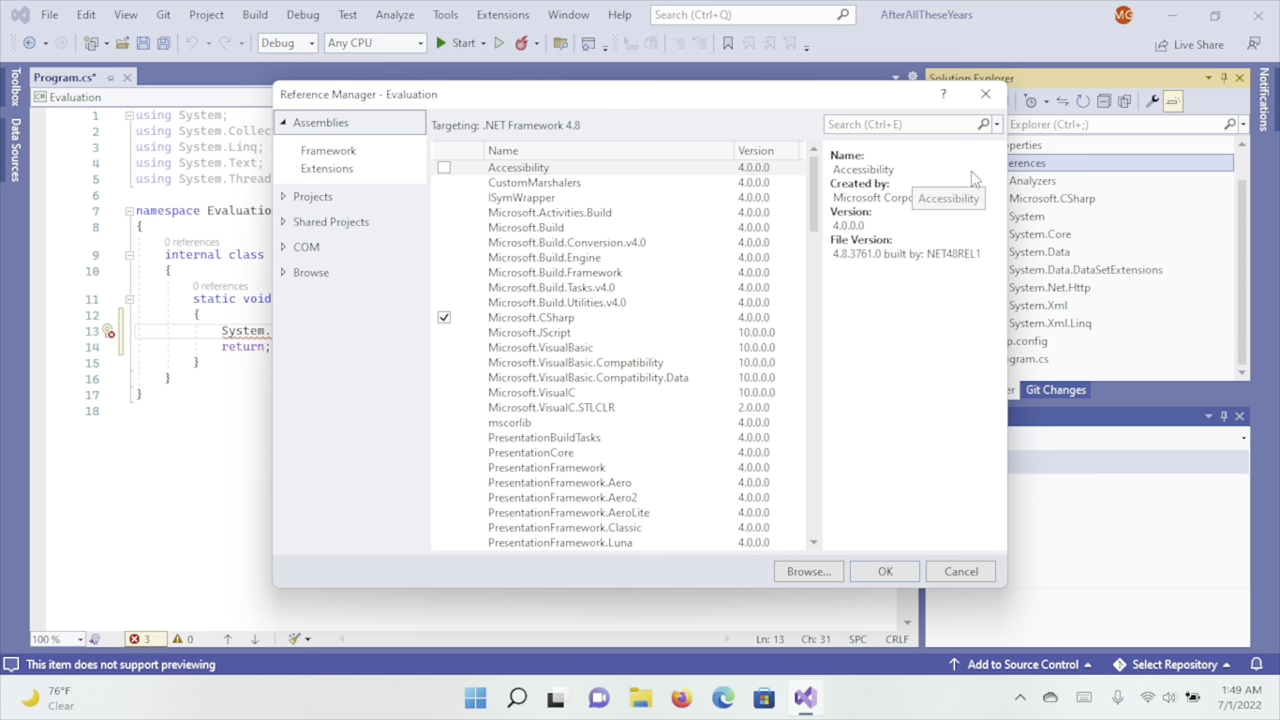 File Edit View Git Project Build Debug Test Analyze Tools Extensions Window Help Search (Ctrl+Q) AfterAllTheseYears MG
Debug Any CPU Start Live Share
Toolbox
Data Sources
Notifications
Program.cs*
Evaluation
1 using System;
2 using System.Collec
3 using System.Linq;
4 using System.Text;
5 using System.Thread
6
7 namespace Evaluation
8 {
0 references
9 internal class
10 {
0 references
11 static void
12 {
13 System.
14 return;
15 }
16 }
17 }
18
Reference Manager - Evaluation
?
Assemblies
Framework
Extensions
Projects
Shared Projects
COM
Browse
Targeting: .NET Framework 4.8
Search (Ctrl+E)
Name Version
Accessibility 4.0.0.0
CustomMarshalers 4.0.0.0
ISymWrapper 4.0.0.0
Microsoft.Activities.Build 4.0.0.0
Microsoft.Build 4.0.0.0
Microsoft.Build.Conversion.v4.0 4.0.0.0
Microsoft.Build.Engine 4.0.0.0
Microsoft.Build.Framework 4.0.0.0
Microsoft.Build.Tasks.v4.0 4.0.0.0
Microsoft.Build.Utilities.v4.0 4.0.0.0
Microsoft.CSharp 4.0.0.0
Microsoft.JScript 10.0.0.0
Microsoft.VisualBasic 10.0.0.0
Microsoft.VisualBasic.Compatibility 10.0.0.0
Microsoft.VisualBasic.Compatibility.Data 10.0.0.0
Microsoft.VisualC 10.0.0.0
Microsoft.VisualC.STLCLR 2.0.0.0
mscorlib 4.0.0.0
PresentationBuildTasks 4.0.0.0
PresentationCore 4.0.0.0
PresentationFramework 4.0.0.0
PresentationFramework.Aero 4.0.0.0
PresentationFramework.Aero2 4.0.0.0
PresentationFramework.AeroLite 4.0.0.0
PresentationFramework.Classic 4.0.0.0
PresentationFramework.Luna 4.0.0.0
Name:
Accessibility
Created by:
Microsoft Corpo
Accessibility
Version:
4.0.0.0
File Version:
4.8.3761.0 built by: NET48REL1
Browse... OK Cancel
Solution Explorer
Explorer (Ctrl+;)
operties
erences
Analyzers
Microsoft.CSharp
System
System.Core
System.Data
System.Data.DataSetExtensions
System.Net.Http
System.Xml
System.Xml.Linq
p.config
ogram.cs
er Git Changes
100 % 3 0 Ln: 13 Ch: 31 SPC CRLF
This item does not support previewing Add to Source Control Select Repository
76°F
Clear
1:49 AM
7/1/2022